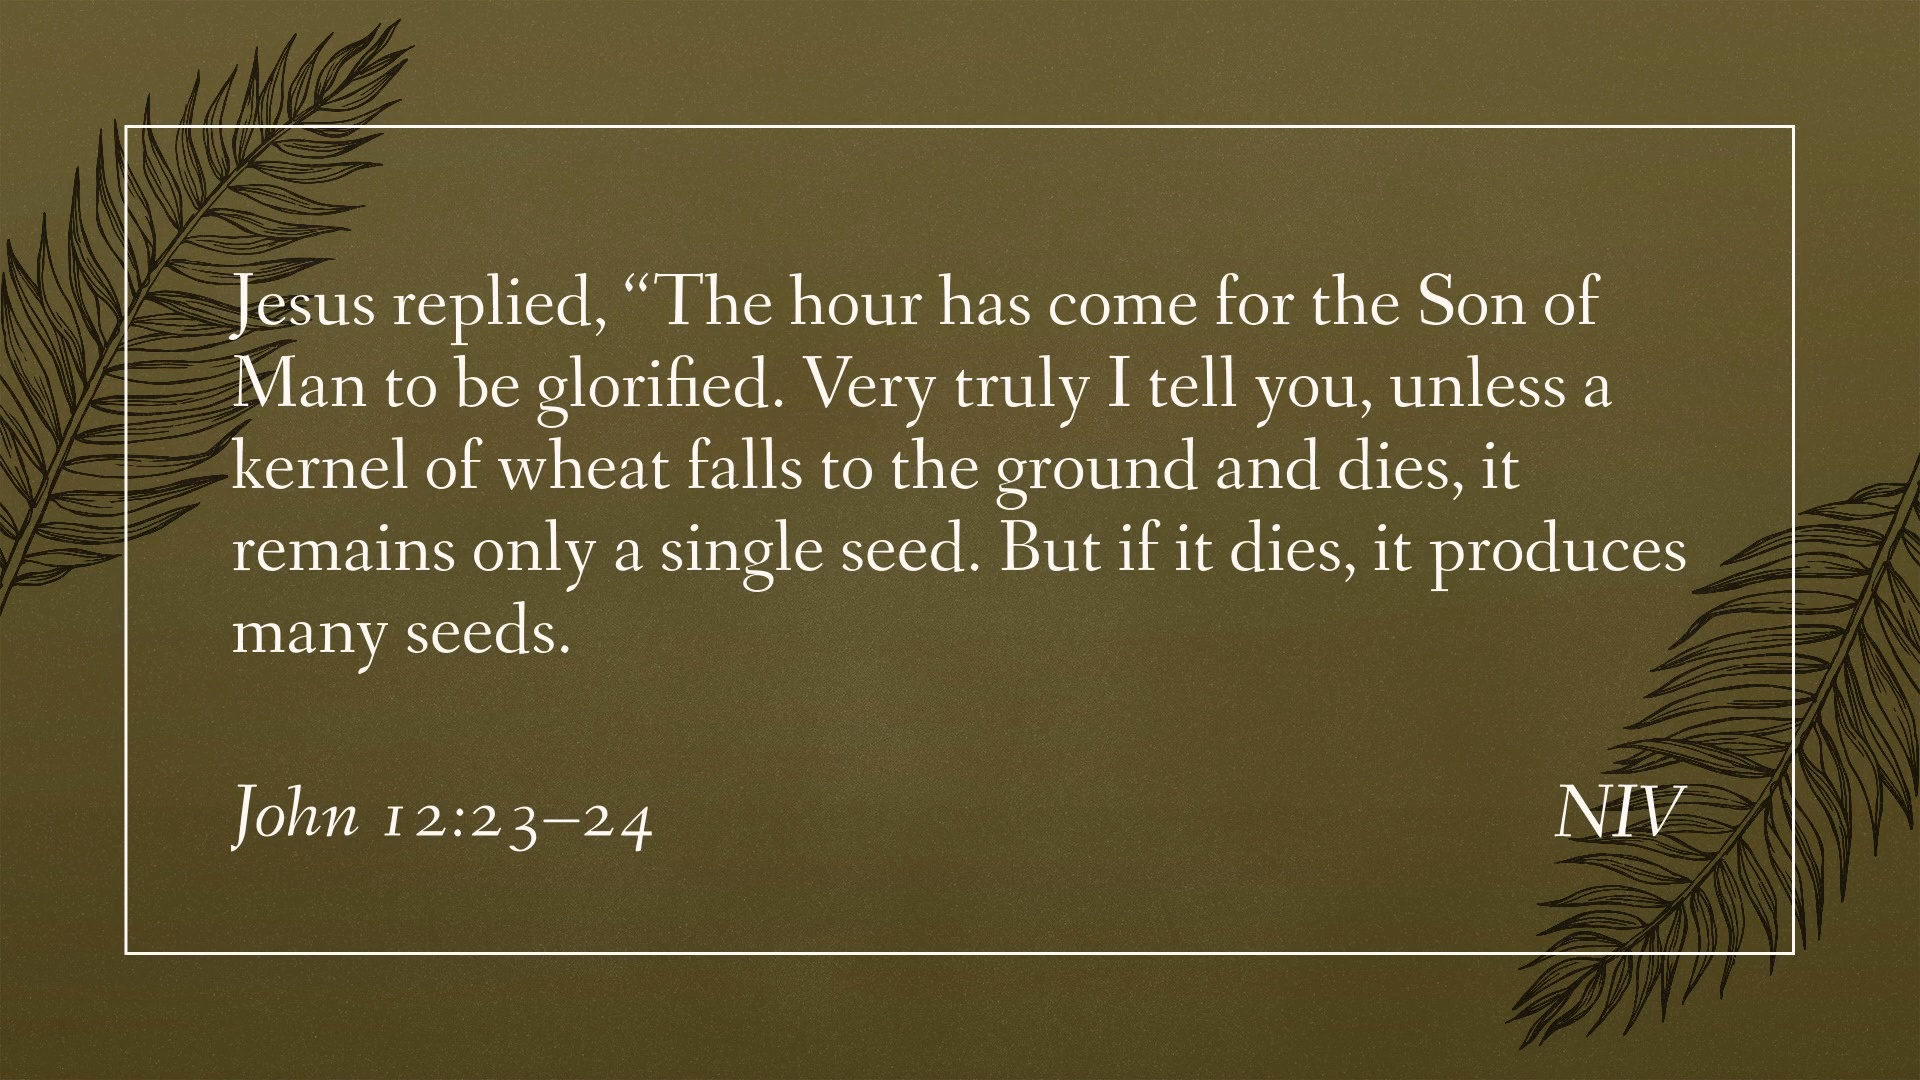 Jesus replied, “The hour has come for the Son of
Man to be glorified. Very truly I tell you, unless a
kernel of wheat falls to the ground and dies, it
remains only a single seed. But if it dies, it produces
many seeds.
John 12:23–24
NIV